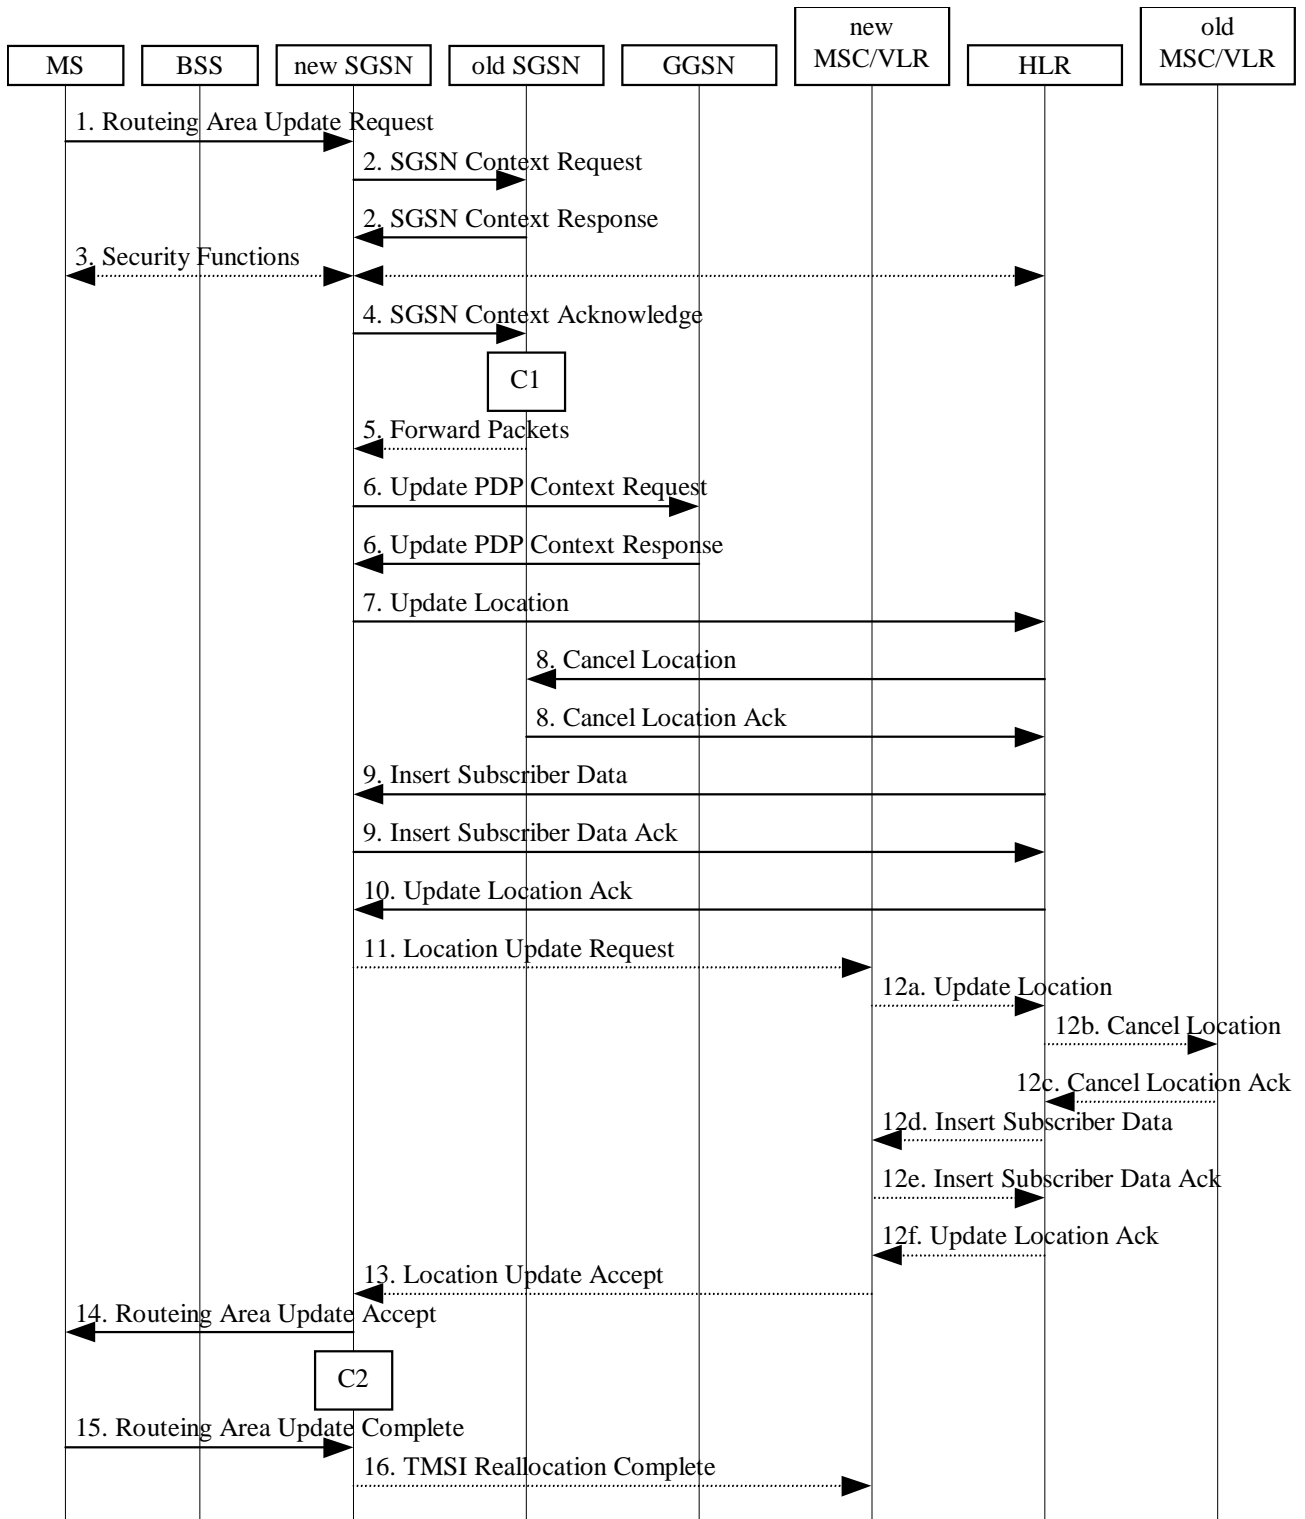 new
MSC/VLR
old
MSC/VLR
MS
BSS
new SGSN
old SGSN
GGSN
HLR
1. Routeing Area Update Request
2. SGSN Context Request
2. SGSN Context Response
3. Security Functions
4. SGSN Context Acknowledge
C1
5. Forward Packets
6. Update PDP Context Request
6. Update PDP Context Response
7. Update Location
8. Cancel Location
8. Cancel Location Ack
9. Insert Subscriber Data
9. Insert Subscriber Data Ack
10. Update Location Ack
11. Location Update Request
12a. Update Location
12b. Cancel Location
12c. Cancel Location Ack
12d. Insert Subscriber Data
12e. Insert Subscriber Data Ack
12f. Update Location Ack
13. Location Update Accept
14. Routeing Area Update Accept
C2
15. Routeing Area Update Complete
16. TMSI Reallocation Complete